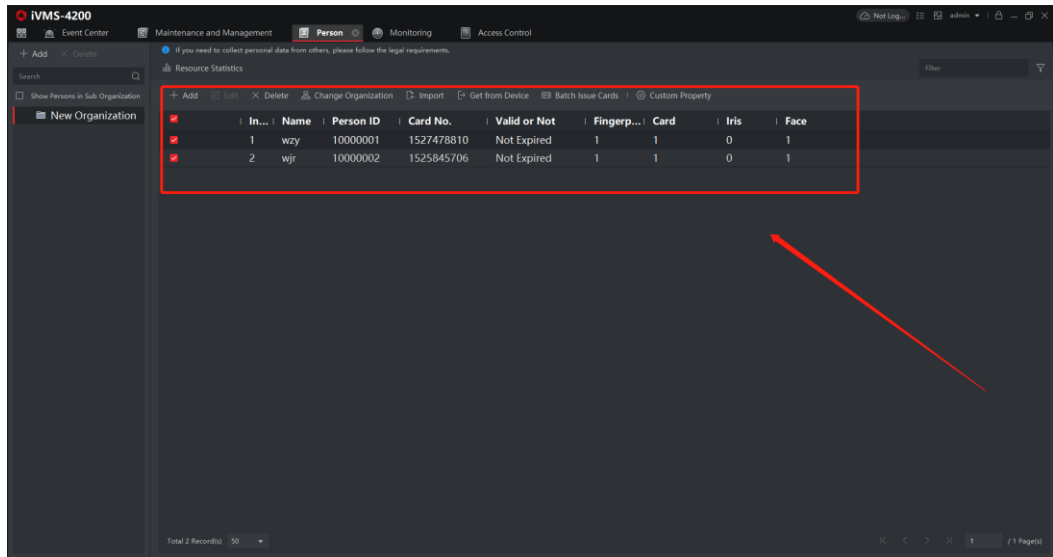 iVMS-4200 Not Log... admin
Event Center Maintenance and Management Person Monitoring Access Control
+ Add × Delete
If you need to collect personal data from others, please follow the legal requirements.
Resource Statistics
Filter
Search
Show Persons in Sub Organization
New Organization
+ Add Edit × Delete Change Organization Import Get from Device Batch Issue Cards Custom Property
In... Name Person ID Card No. Valid or Not Fingerp... Card Iris Face
1 wzy 10000001 1527478810 Not Expired 1 1 0 1
2 wjr 10000002 1525845706 Not Expired 1 1 0 1
Total 2 Record(s) 50 1 / 1 Page(s)